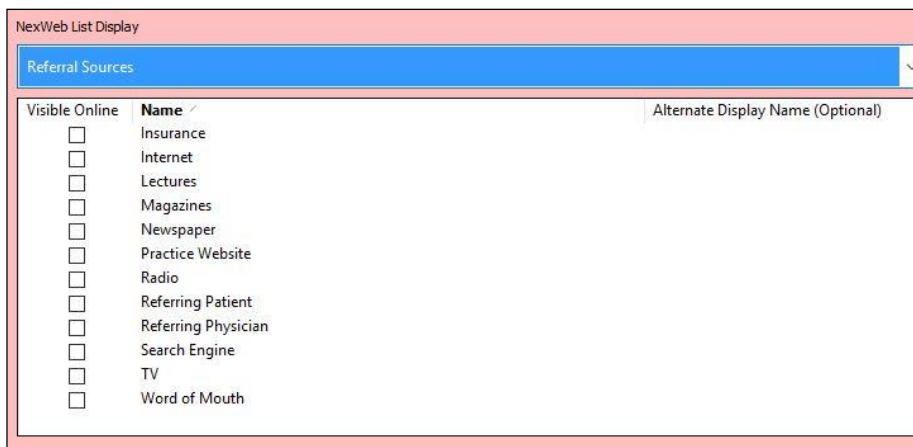 NexWeb List Display
Referral Sources
Visible Online Name Alternate Display Name (Optional)
Insurance
Internet
Lectures
Magazines
Newspaper
Practice Website
Radio
Referring Patient
Referring Physician
Search Engine
TV
Word of Mouth